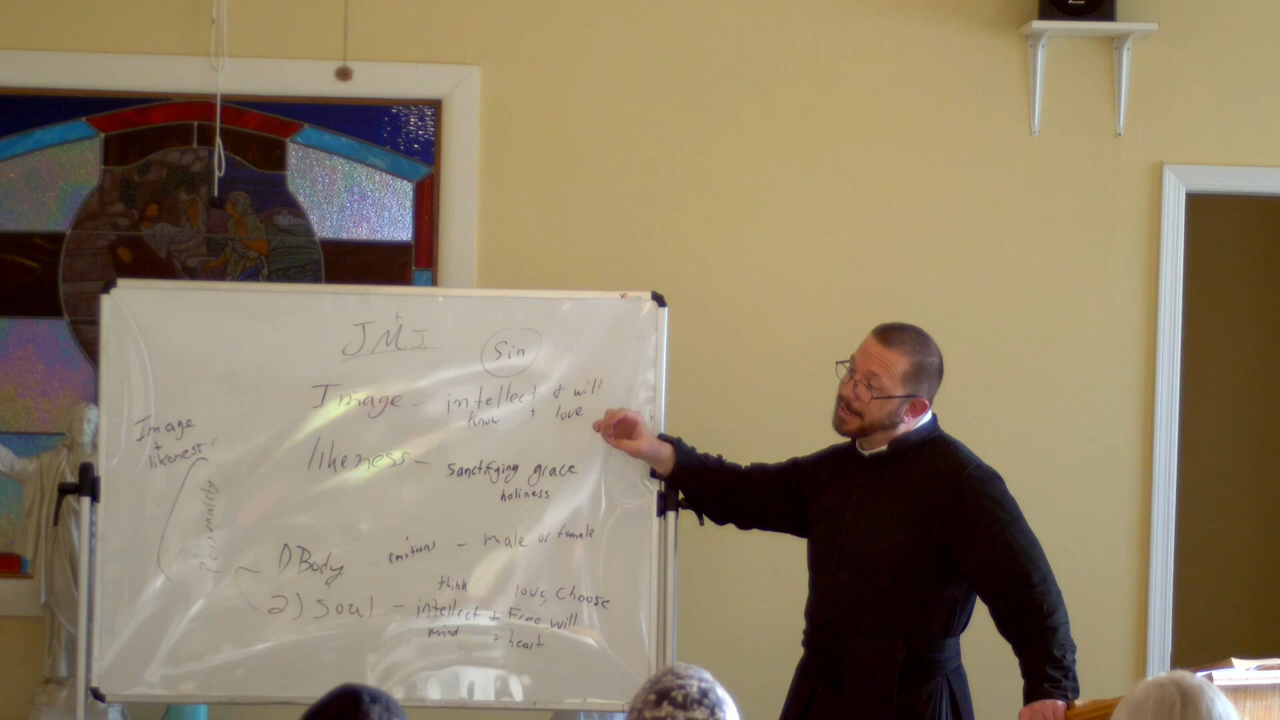 JMJ.
Sin
Image - intellect & will
know + love
Image
+
likeness
likeness - sanctifying grace
holiness
Personality
1) Body - emotions - male or female
think love, choose
2) soul - intellect + Free will
mind + heart